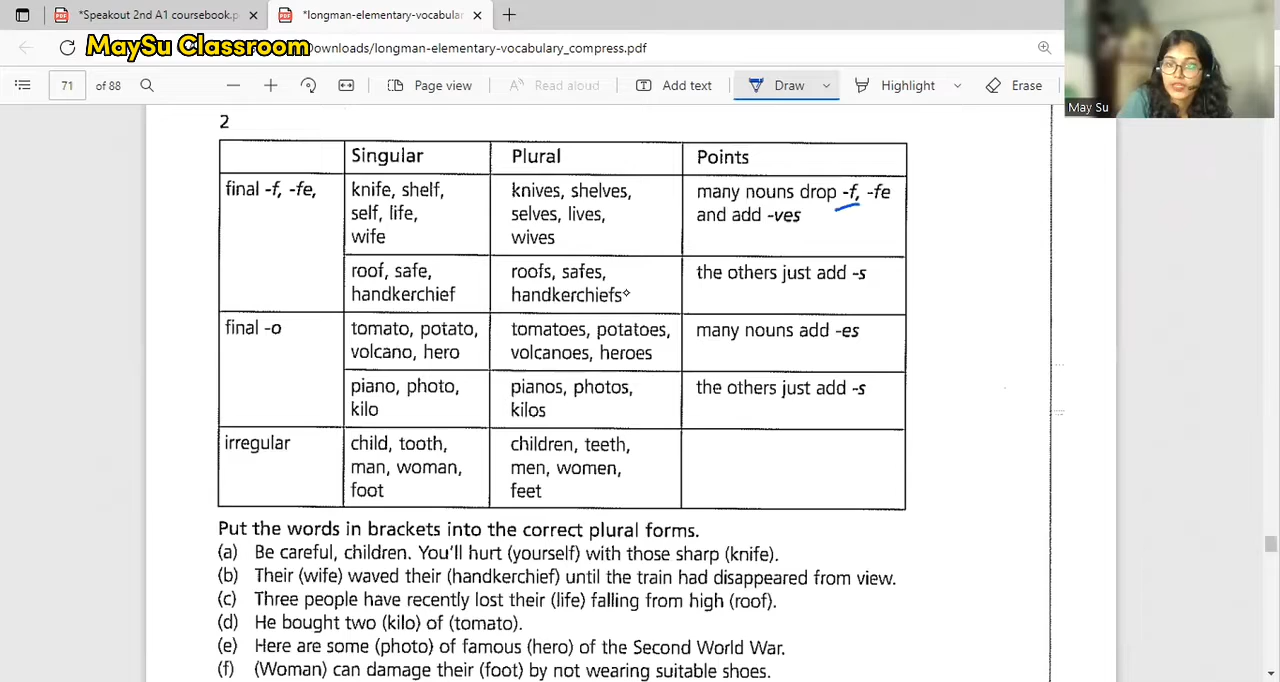 *Speakout 2nd A1 coursebook.p
*longman-elementary-vocabular
MaySu Classroom
Downloads/longman-elementary-vocabulary_compress.pdf
71 of 88
Page view
Read aloud
Add text
Draw
Highlight
Erase
May Su
2
Singular Plural Points
final -f, -fe, knife, shelf, knives, shelves, many nouns drop -f, -fe
self, life, selves, lives, and add -ves
wife wives
roof, safe, roofs, safes, the others just add -s
handkerchief handkerchiefs
final -o tomato, potato, tomatoes, potatoes, many nouns add -es
volcano, hero volcanoes, heroes
piano, photo, pianos, photos, the others just add -s
kilo kilos
irregular child, tooth, children, teeth,
man, woman, men, women,
foot feet
Put the words in brackets into the correct plural forms.
(a) Be careful, children. You'll hurt (yourself) with those sharp (knife).
(b) Their (wife) waved their (handkerchief) until the train had disappeared from view.
(c) Three people have recently lost their (life) falling from high (roof).
(d) He bought two (kilo) of (tomato).
(e) Here are some (photo) of famous (hero) of the Second World War.
(f) (Woman) can damage their (foot) by not wearing suitable shoes.